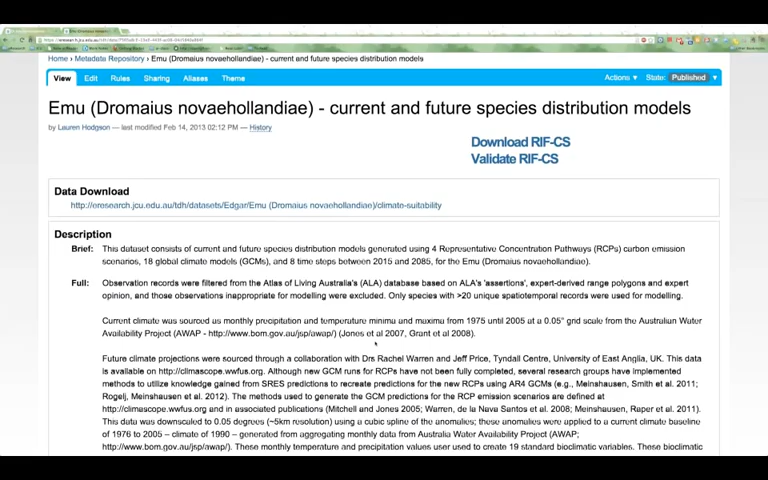 Home › Metadata Repository › Emu (Dromaius novaehollandiae) - current and future species distribution models
View Edit Rules Sharing Aliases Theme Actions ▼ State: Published ▼
Emu (Dromaius novaehollandiae) - current and future species distribution models
by Lauren Hodgson — last modified Feb 14, 2013 02:12 PM — History
Download RIF-CS
Validate RIF-CS
Data Download
http://eresearch.jcu.edu.au/tdh/datasets/Edgar/Emu (Dromaius novaehollandiae)/climate-suitability
Description
Brief: This dataset consists of current and future species distribution models generated using 4 Representative Concentration Pathways (RCPs) carbon emission
scenarios, 18 global climate models (GCMs), and 8 time steps between 2015 and 2085, for the Emu (Dromaius novaehollandiae).
Full: Observation records were filtered from the Atlas of Living Australia's (ALA) database based on ALA's 'assertions', expert-derived range polygons and expert
opinion, and those observations inappropriate for modelling were excluded. Only species with >20 unique spatiotemporal records were used for modelling.
Current climate was sourced as monthly precipitation and temperature minima and maxima from 1975 until 2005 at a 0.05° grid scale from the Australian Water
Availability Project (AWAP - http://www.bom.gov.au/jsp/awap/) (Jones et al 2007, Grant et al 2008).
Future climate projections were sourced through a collaboration with Drs Rachel Warren and Jeff Price, Tyndall Centre, University of East Anglia, UK. This data
is available on http://climascope.wwfus.org. Although new GCM runs for RCPs have not been fully completed, several research groups have implemented
methods to utilize knowledge gained from SRES predictions to recreate predictions for the new RCPs using AR4 GCMs (e.g., Meinshausen, Smith et al. 2011;
Rogelj, Meinshausen et al. 2012). The methods used to generate the GCM predictions for the RCP emission scenarios are defined at
http://climascope.wwfus.org and in associated publications (Mitchell and Jones 2005; Warren, de la Nava Santos et al. 2008; Meinshausen, Raper et al. 2011).
This data was downscaled to 0.05 degrees (~5km resolution) using a cubic spline of the anomalies; these anomalies were applied to a current climate baseline
of 1976 to 2005 – climate of 1990 – generated from aggregating monthly data from Australia Water Availability Project (AWAP;
http://www.bom.gov.au/jsp/awap/). These monthly temperature and precipitation values user used to create 19 standard bioclimatic variables. These bioclimatic